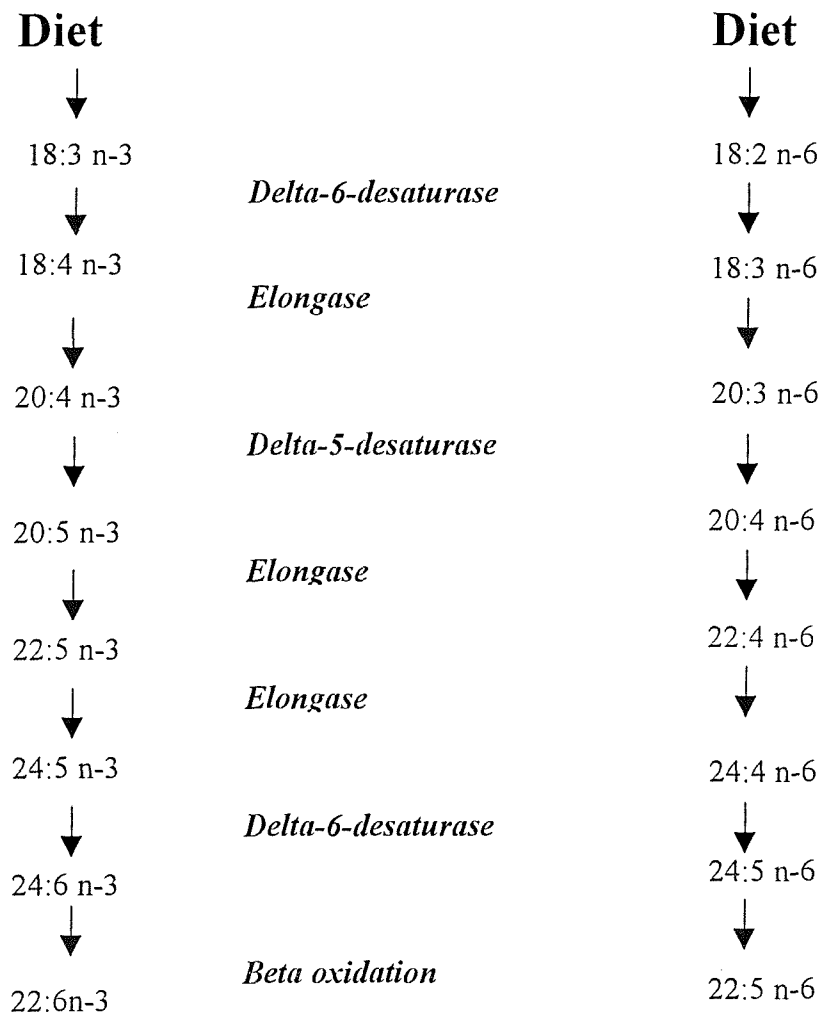 Diet Diet
18:3 n-3 18:2 n-6
Delta-6-desaturase
18:4 n-3 18:3 n-6
Elongase
20:4 n-3 20:3 n-6
Delta-5-desaturase
20:5 n-3 20:4 n-6
Elongase
22:5 n-3 22:4 n-6
Elongase
24:5 n-3 24:4 n-6
Delta-6-desaturase
24:6 n-3 24:5 n-6
Beta oxidation
22:6n-3 22:5 n-6